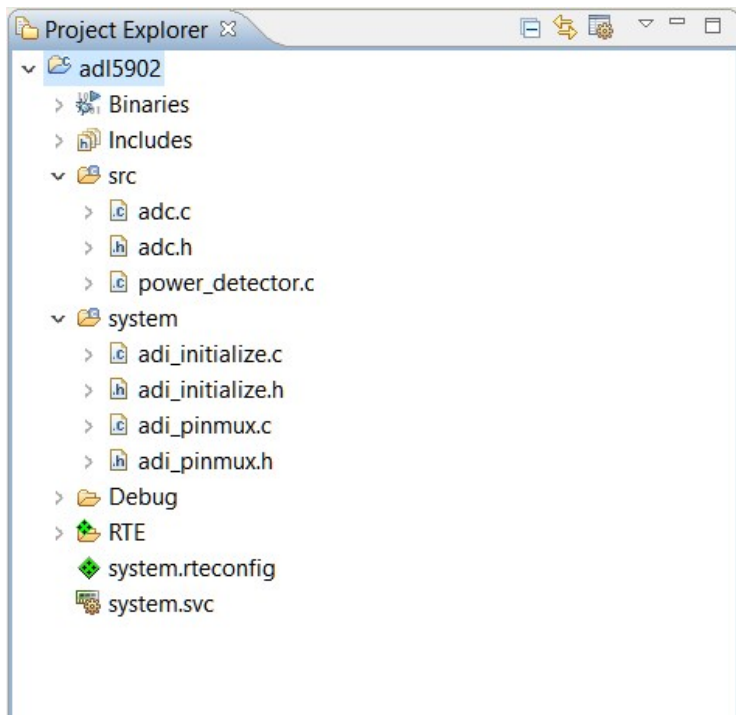 Project Explorer
adl5902
Binaries
Includes
src
adc.c
adc.h
power_detector.c
system
adi_initialize.c
adi_initialize.h
adi_pinmux.c
adi_pinmux.h
Debug
RTE
system.rteconfig
system.svc